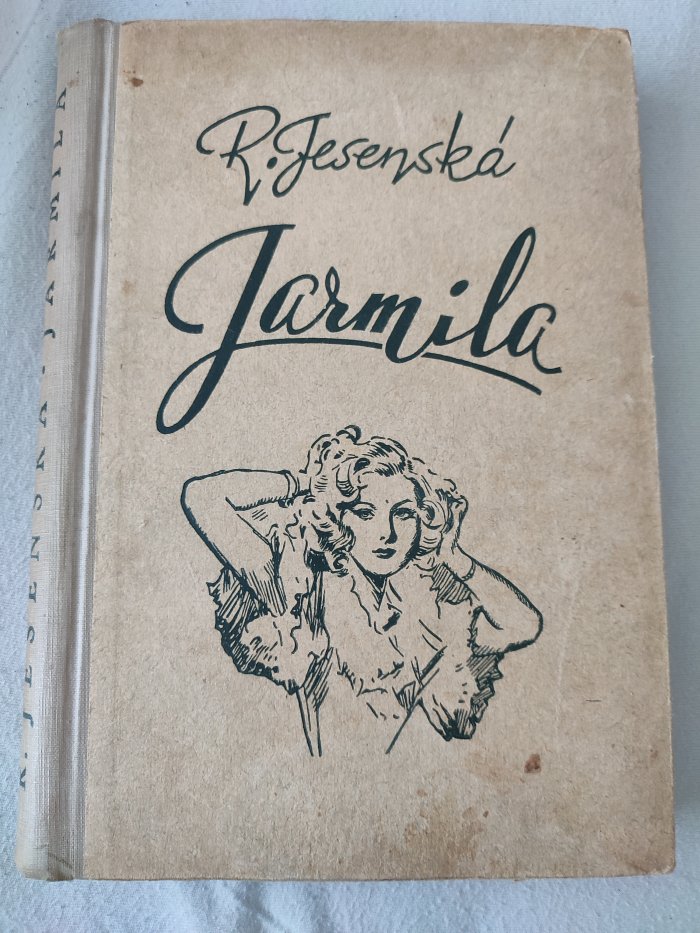 R. Jesenská
Jarmila
R. JESENSKÁ · JARMILA